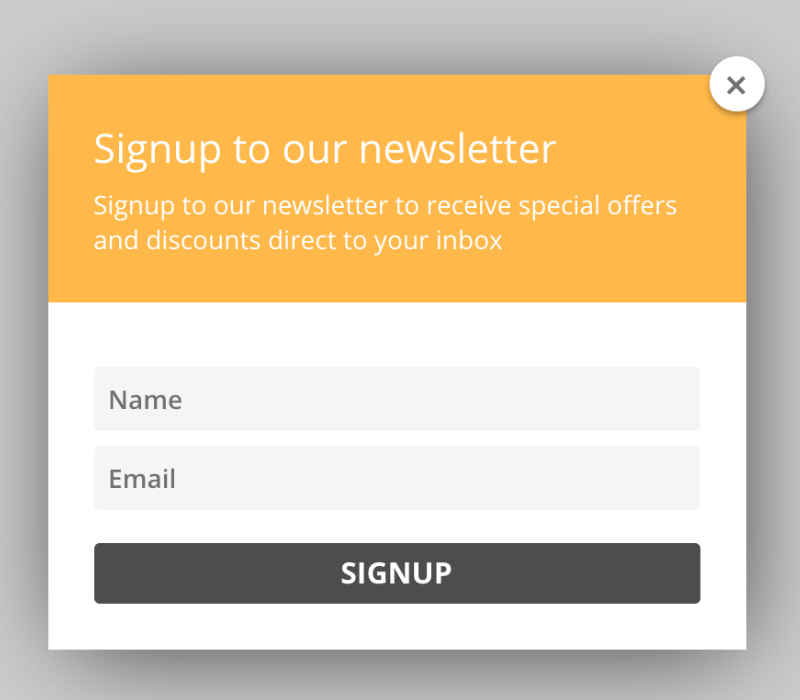 Signup to our newsletter
Signup to our newsletter to receive special offers
and discounts direct to your inbox
Name
Email
SIGNUP